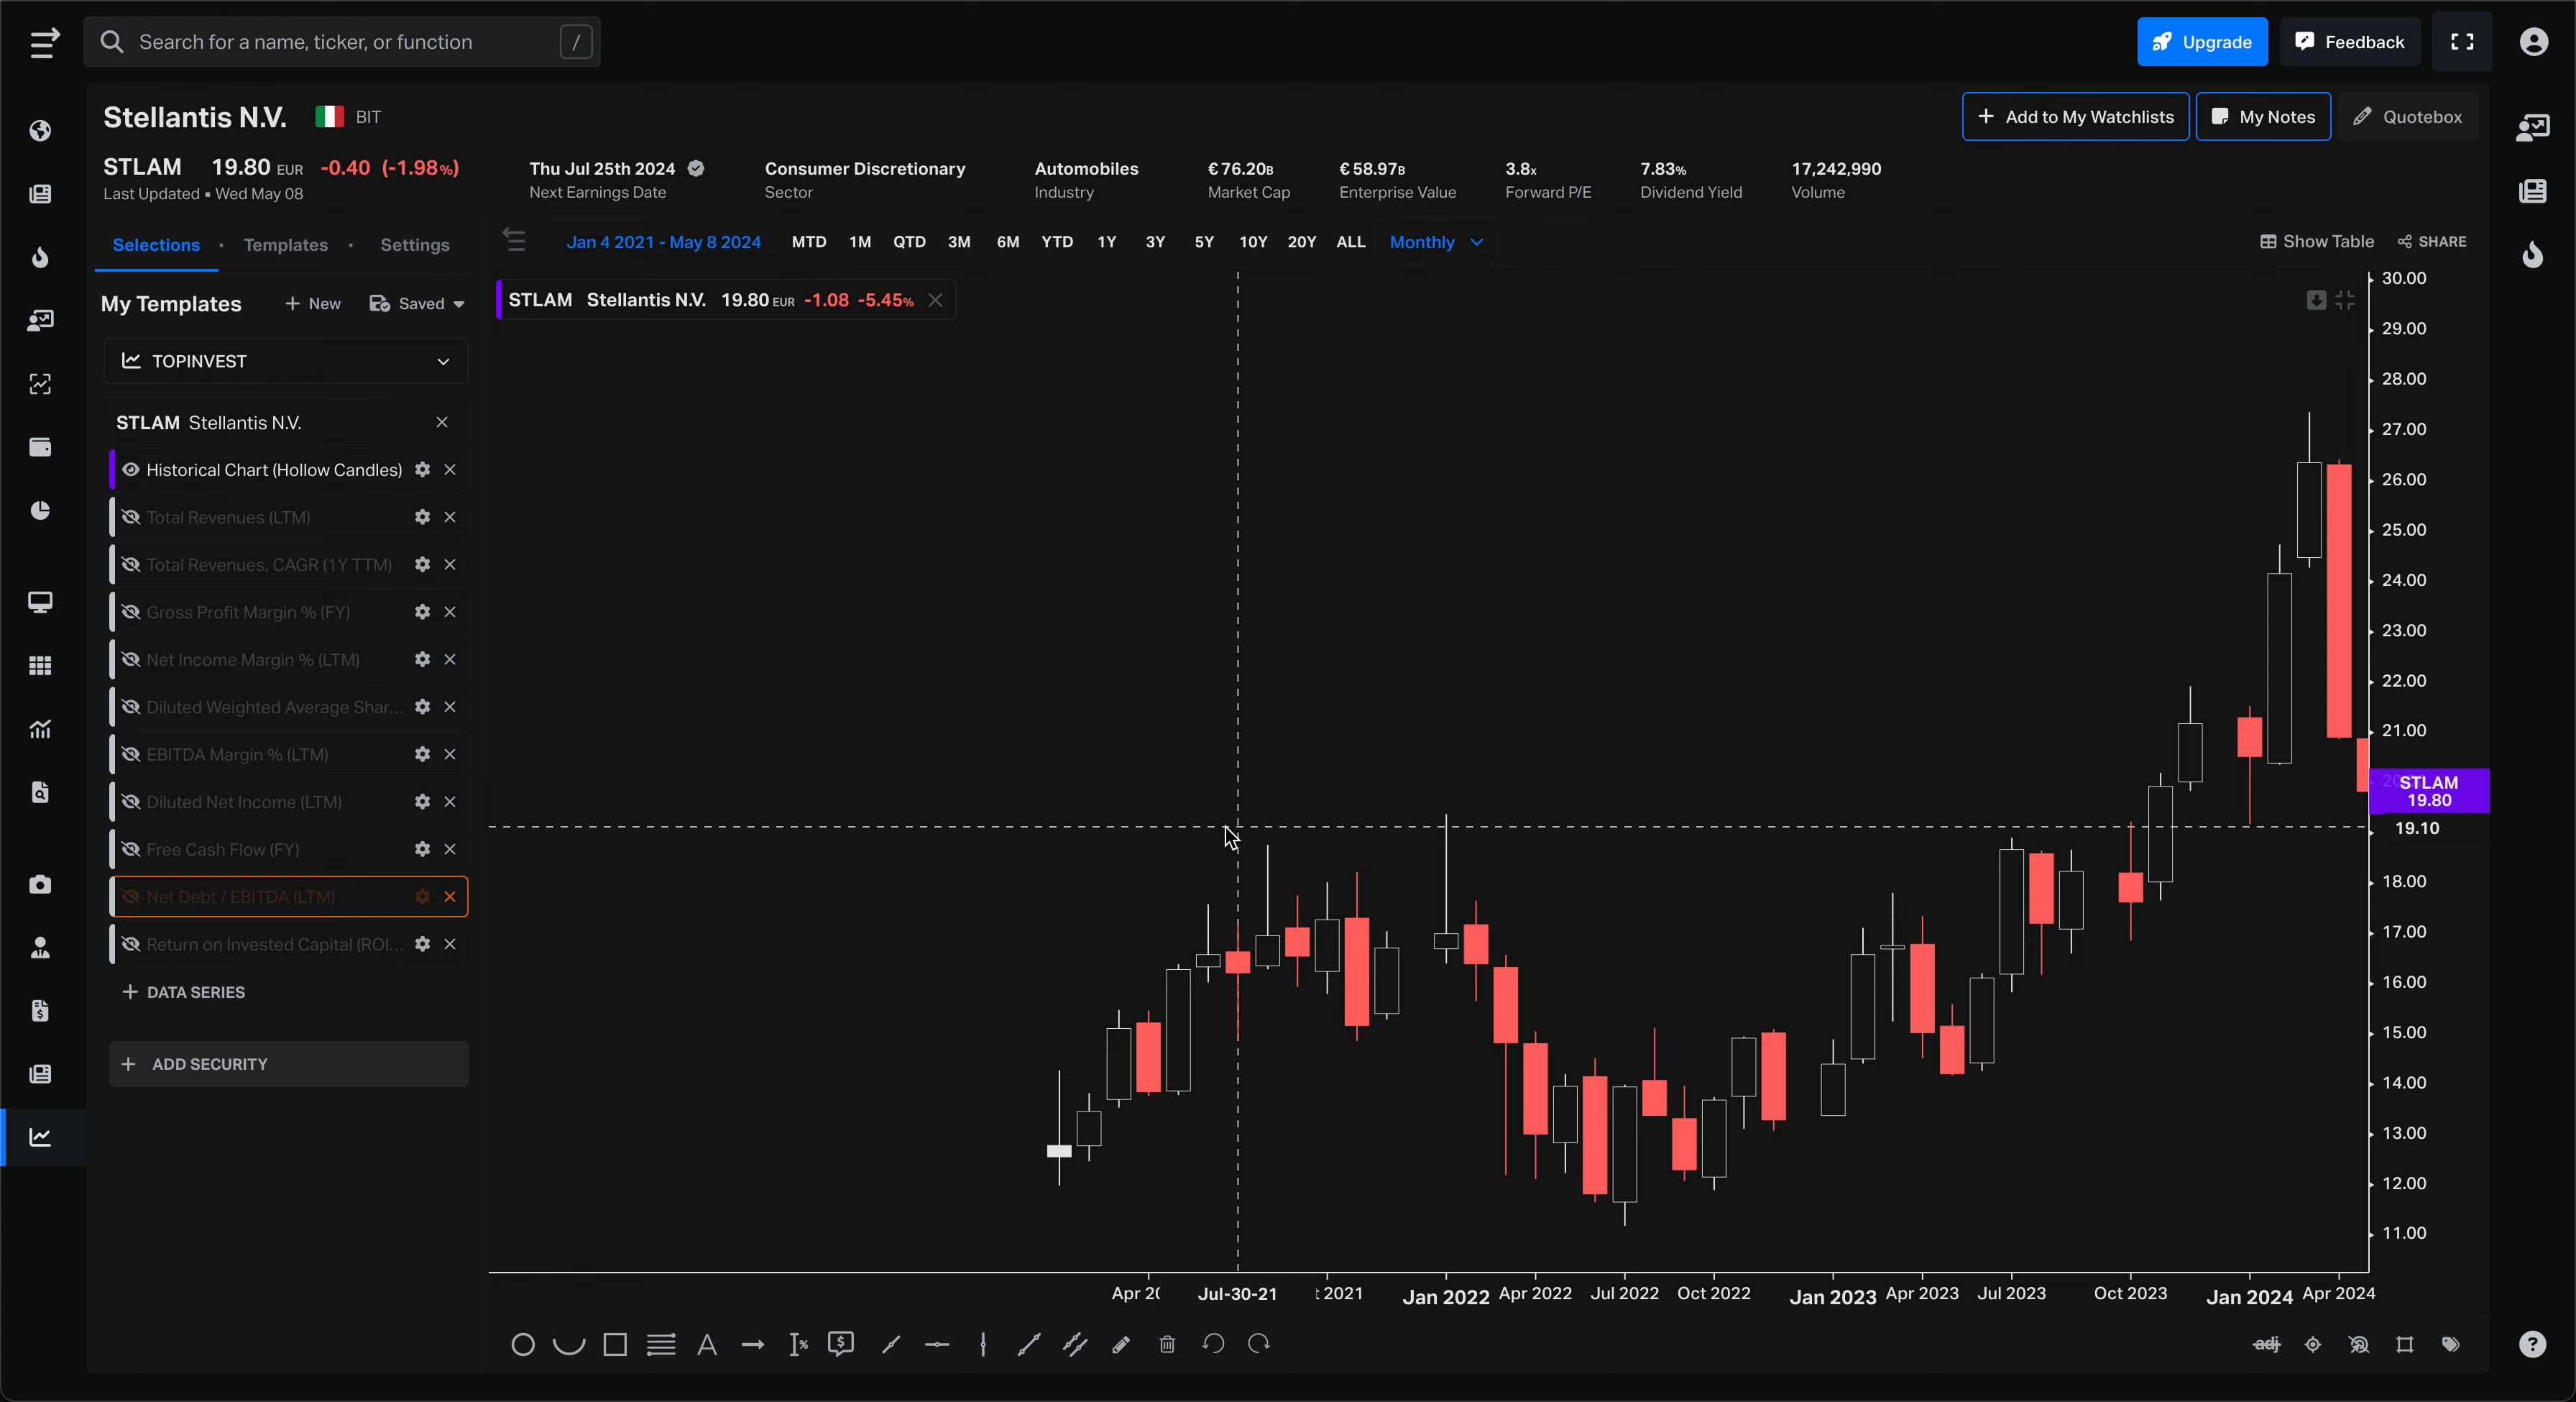 Search for a name, ticker, or function /
Upgrade
Feedback
Stellantis N.V. BIT
Add to My Watchlists
My Notes
Quotebox
STLAM 19.80 EUR -0.40 (-1.98%)
Last Updated ▪ Wed May 08
Thu Jul 25th 2024
Next Earnings Date
Consumer Discretionary
Sector
Automobiles
Industry
€76.20B
Market Cap
€58.97B
Enterprise Value
3.8x
Forward P/E
7.83%
Dividend Yield
17,242,990
Volume
Selections · Templates · Settings
Jan 4 2021 - May 8 2024 MTD 1M QTD 3M 6M YTD 1Y 3Y 5Y 10Y 20Y ALL Monthly
Show Table
SHARE
My Templates + New Saved
TOPINVEST
STLAM Stellantis N.V.
Historical Chart (Hollow Candles)
Total Revenues (LTM)
Total Revenues, CAGR (1Y TTM)
Gross Profit Margin % (FY)
Net Income Margin % (LTM)
Diluted Weighted Average Shar...
EBITDA Margin % (LTM)
Diluted Net Income (LTM)
Free Cash Flow (FY)
Net Debt / EBITDA (LTM)
Return on Invested Capital (ROI...
+ DATA SERIES
+ ADD SECURITY
STLAM Stellantis N.V. 19.80 EUR -1.08 -5.45%
30.00
29.00
28.00
27.00
26.00
25.00
24.00
23.00
22.00
21.00
STLAM
19.80
19.10
18.00
17.00
16.00
15.00
14.00
13.00
12.00
11.00
Apr 20 Jul-30-21 t 2021 Jan 2022 Apr 2022 Jul 2022 Oct 2022 Jan 2023 Apr 2023 Jul 2023 Oct 2023 Jan 2024 Apr 2024
A
%
$
adj
?